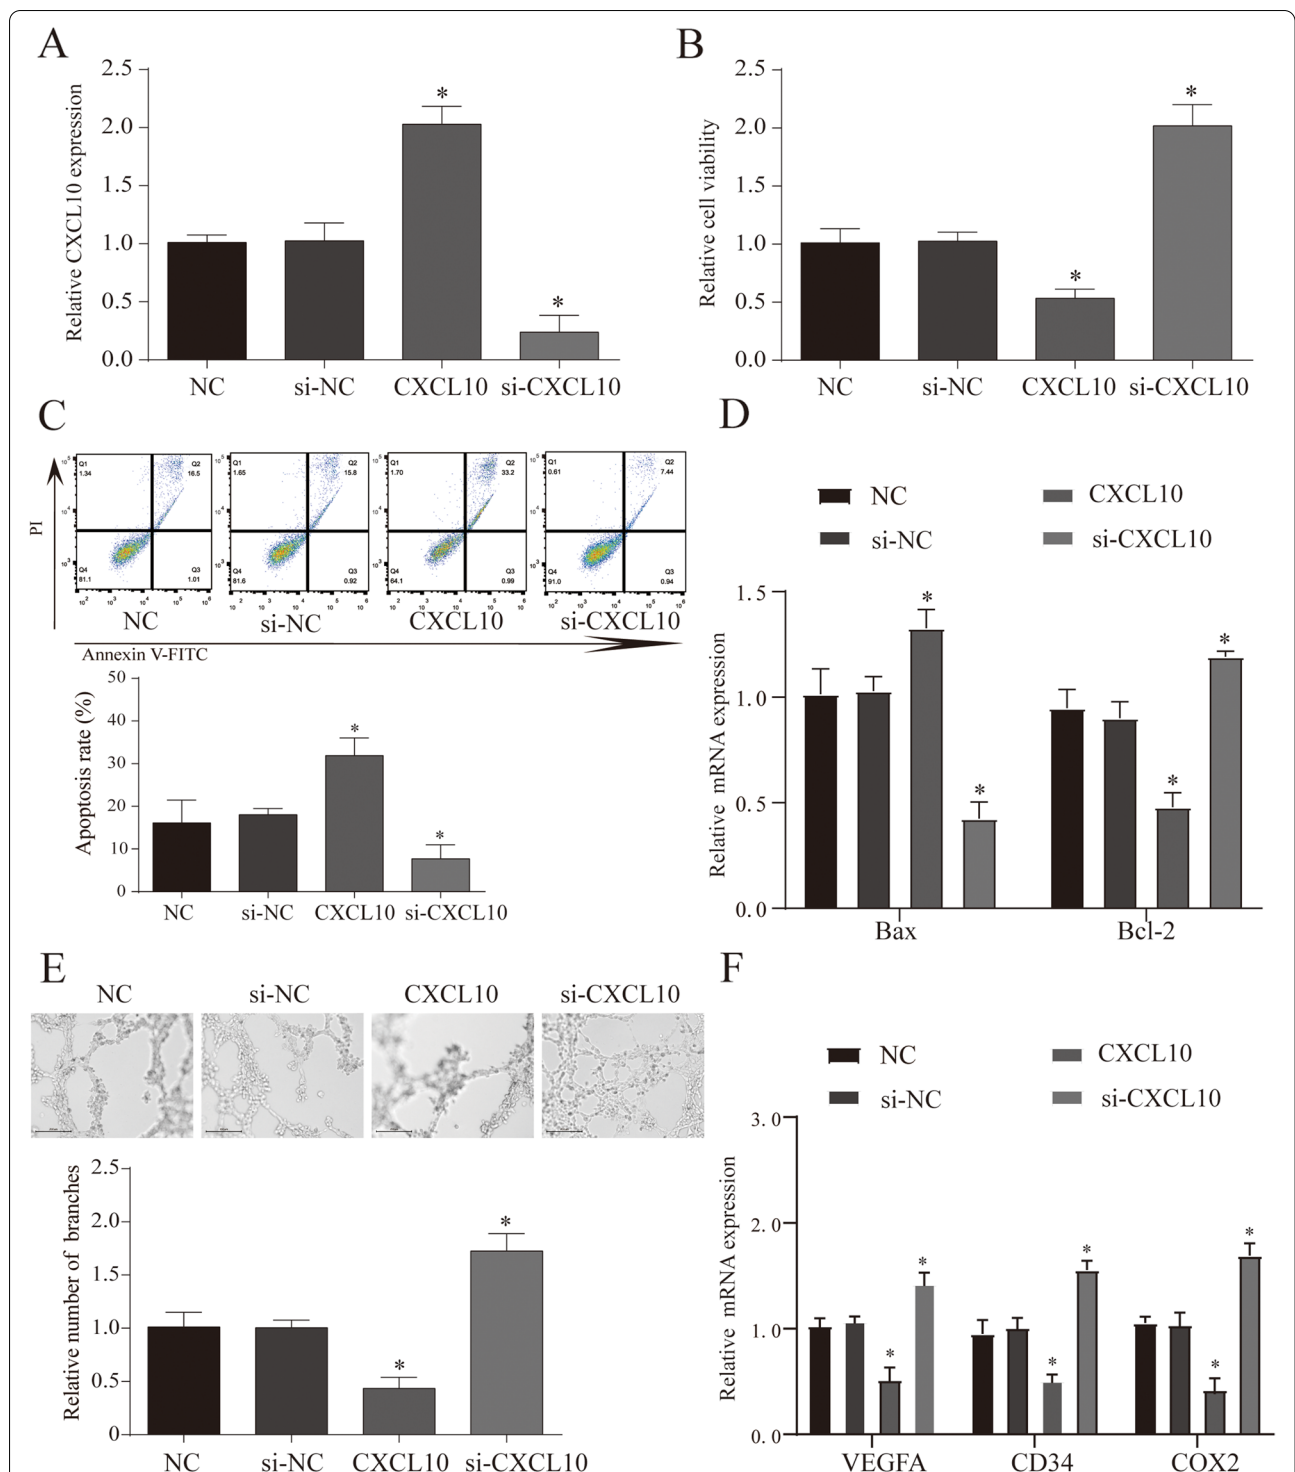 A
Relative CXCL10 expression
2.5
2.0
1.5
1.0
0.5
0.0
*
*
NC si-NC CXCL10 si-CXCL10
B
Relative cell viability
2.5
2.0
1.5
1.0
0.5
0.0
*
*
NC si-NC CXCL10 si-CXCL10
C
PI
Q1 1.34
Q2 16.5
Q4 81.1
Q3 1.01
NC
Q1 1.65
Q2 15.8
Q4 81.6
Q3 0.92
si-NC
Q1 1.70
Q2 33.2
Q4 64.1
Q3 0.99
CXCL10
Q1 0.61
Q2 7.44
Q4 91.0
Q3 0.94
si-CXCL10
Annexin V-FITC
Apoptosis rate (%)
50
40
30
20
10
0
*
*
NC si-NC CXCL10 si-CXCL10
D
NC CXCL10
si-NC si-CXCL10
Relative mRNA expression
1.5
1.0
0.5
0.0
*
*
*
*
Bax Bcl-2
E
NC si-NC CXCL10 si-CXCL10
Relative number of branches
2.5
2.0
1.5
1.0
0.5
0
*
*
NC si-NC CXCL10 si-CXCL10
F
NC CXCL10
si-NC si-CXCL10
Relative mRNA expression
3.0
2.0
1.0
0.0
*
*
*
*
*
*
VEGFA CD34 COX2